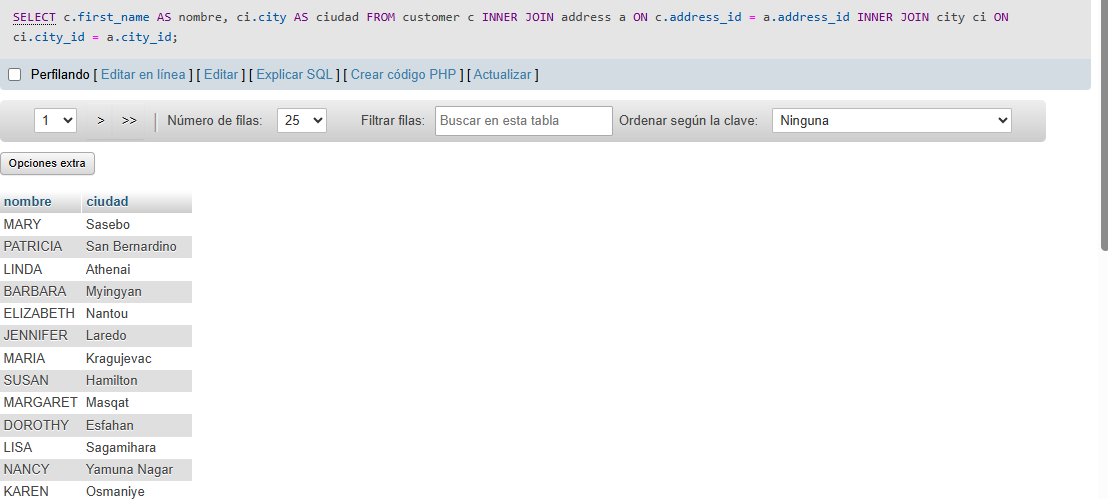 SELECT c.first_name AS nombre, ci.city AS ciudad FROM customer c INNER JOIN address a ON c.address_id = a.address_id INNER JOIN city ci ON
ci.city_id = a.city_id;
Perfilando [ Editar en línea ] [ Editar ] [ Explicar SQL ] [ Crear código PHP ] [ Actualizar ]
1 > >> | Número de filas: 25 Filtrar filas: Buscar en esta tabla Ordenar según la clave: Ninguna
Opciones extra
nombre ciudad
MARY Sasebo
PATRICIA San Bernardino
LINDA Athenai
BARBARA Myingyan
ELIZABETH Nantou
JENNIFER Laredo
MARIA Kragujevac
SUSAN Hamilton
MARGARET Masqat
DOROTHY Esfahan
LISA Sagamihara
NANCY Yamuna Nagar
KAREN Osmaniye